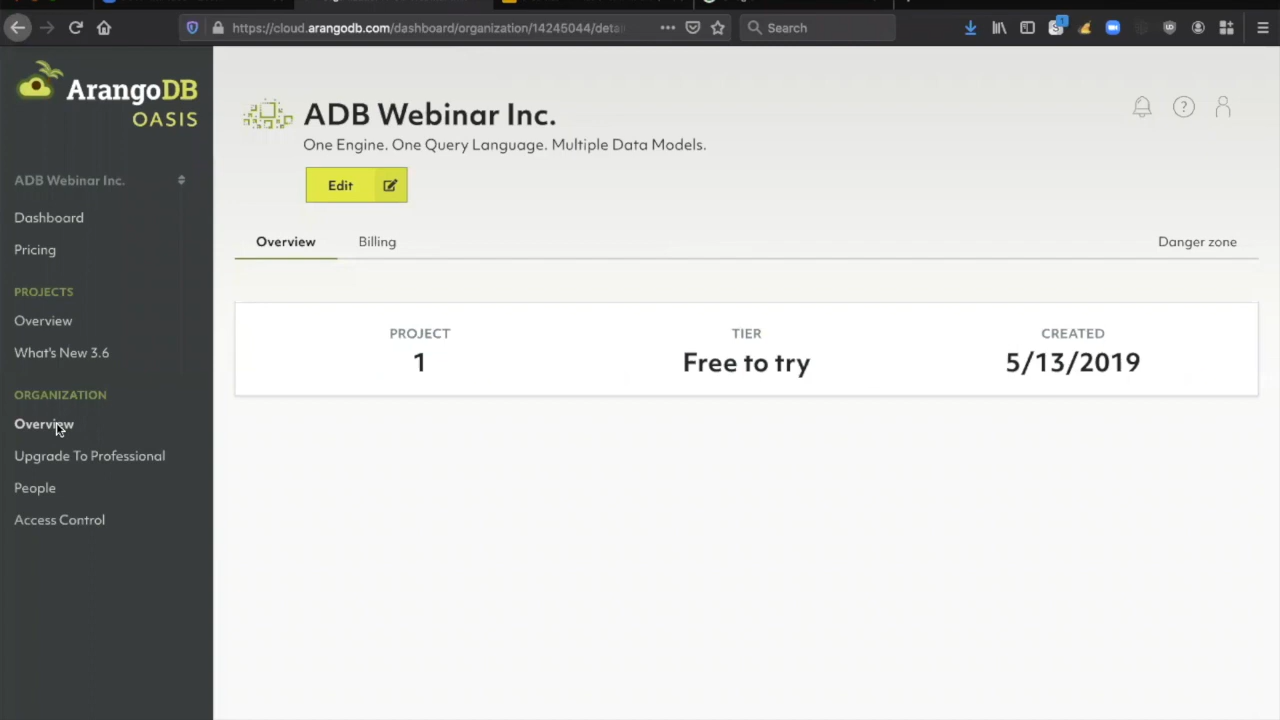 https://cloud.arangodb.com/dashboard/organization/14245044/deta
Search
1
ArangoDB
OASIS
ADB Webinar Inc.
Dashboard
Pricing
PROJECTS
Overview
What's New 3.6
ORGANIZATION
Overview
Upgrade To Professional
People
Access Control
ADB Webinar Inc.
One Engine. One Query Language. Multiple Data Models.
Edit
Overview
Billing
Danger zone
PROJECT
1
TIER
Free to try
CREATED
5/13/2019